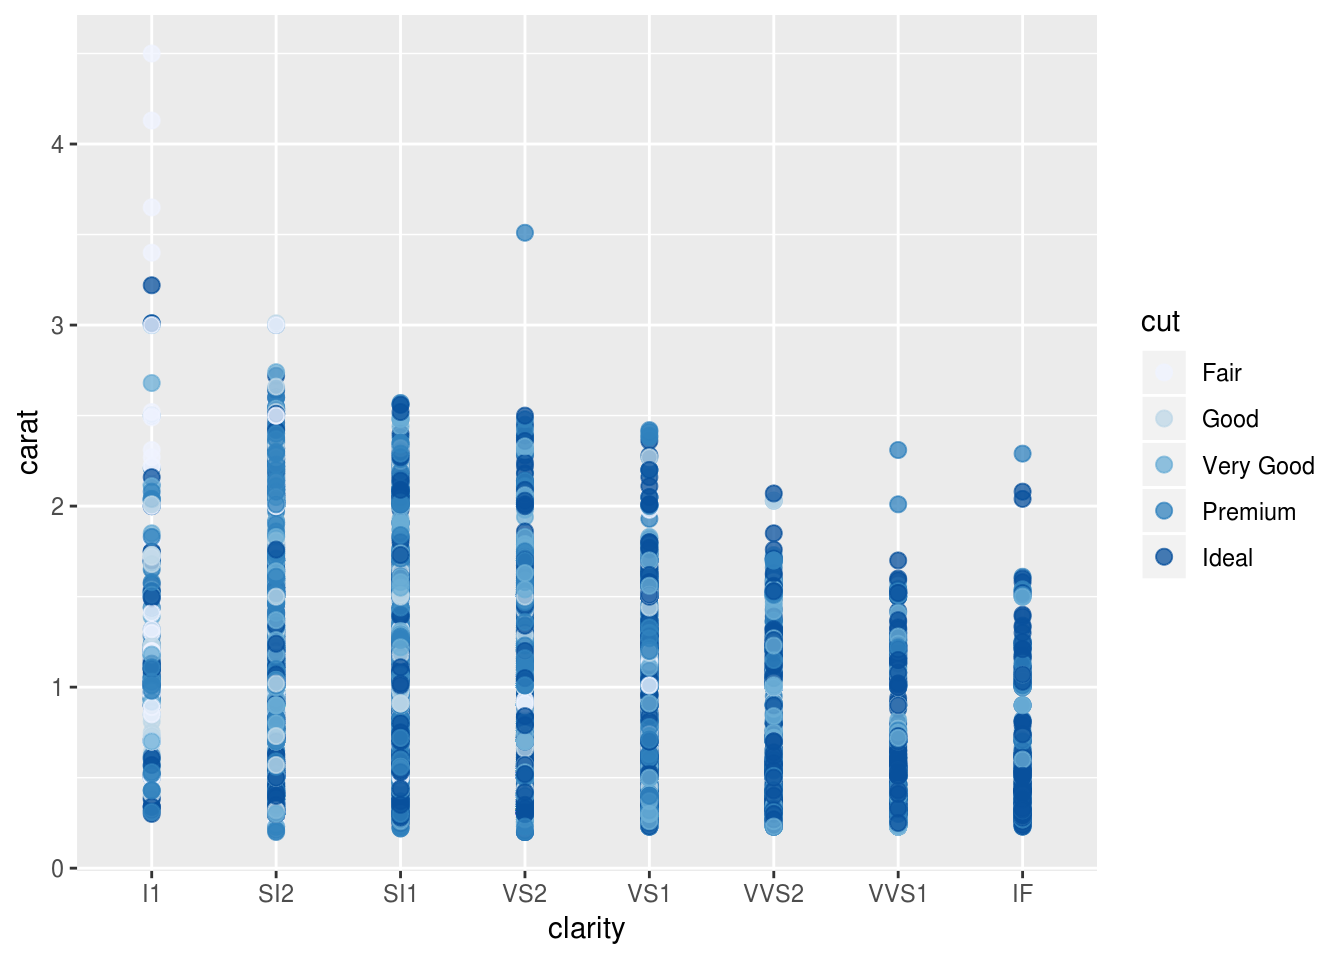 4
3
2
1
0
carat
I1 SI2 SI1 VS2 VS1 VVS2 VVS1 IF
clarity
cut
Fair
Good
Very Good
Premium
Ideal